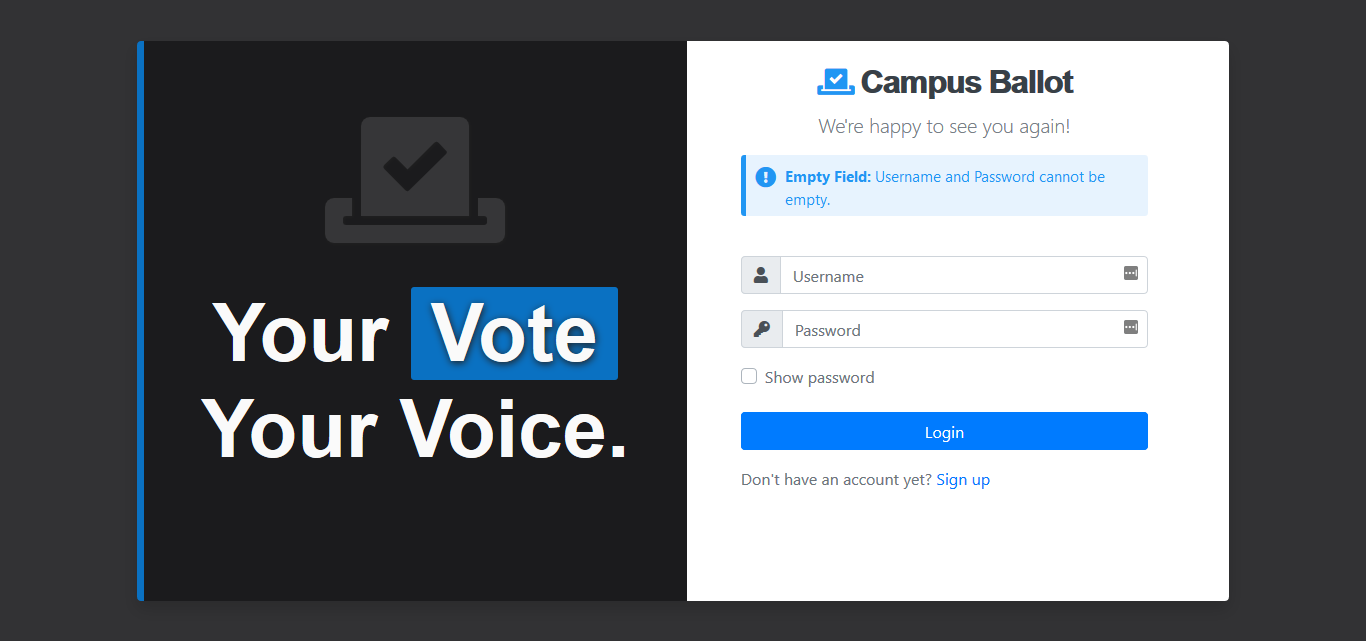 Your Vote
Your Voice.
Campus Ballot
We're happy to see you again!
Empty Field: Username and Password cannot be
empty.
Username
Password
Show password
Login
Don't have an account yet? Sign up